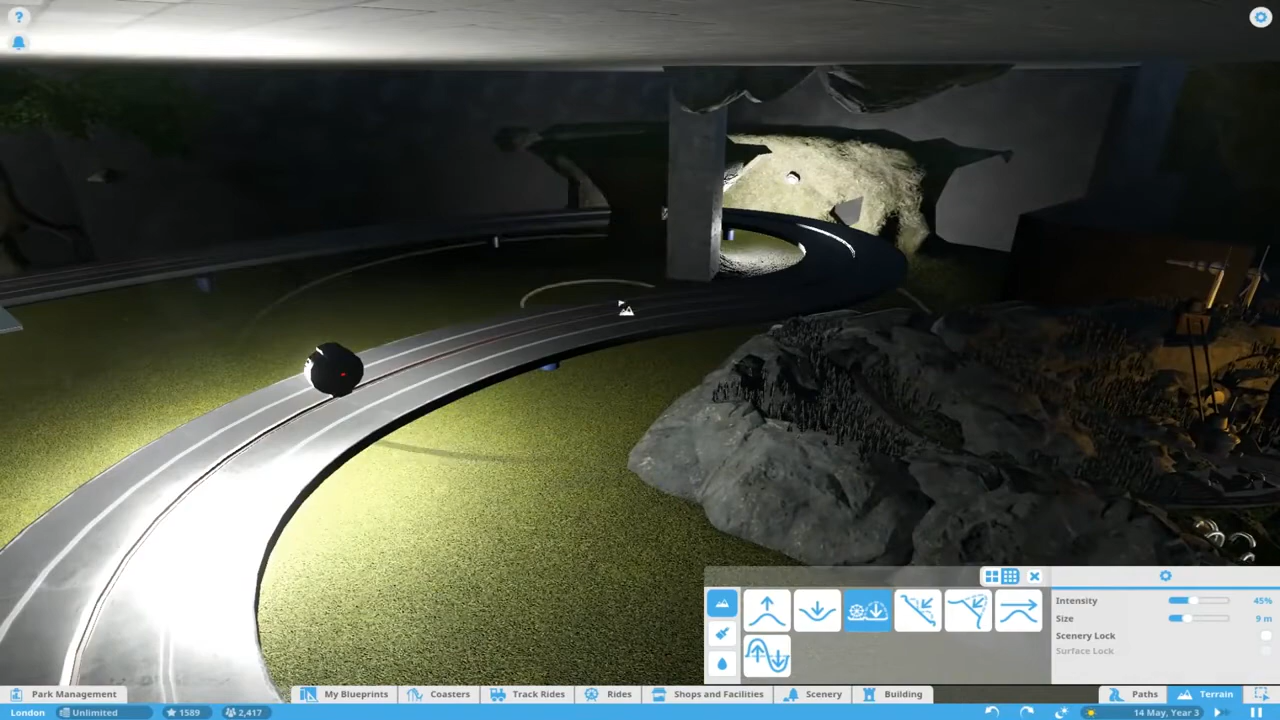 ?
Intensity 45%
Size 9 m
Scenery Lock
Surface Lock
Park Management My Blueprints Coasters Track Rides Rides Shops and Facilities Scenery Building Paths Terrain
London Unlimited 1589 2,417 14 May, Year 3